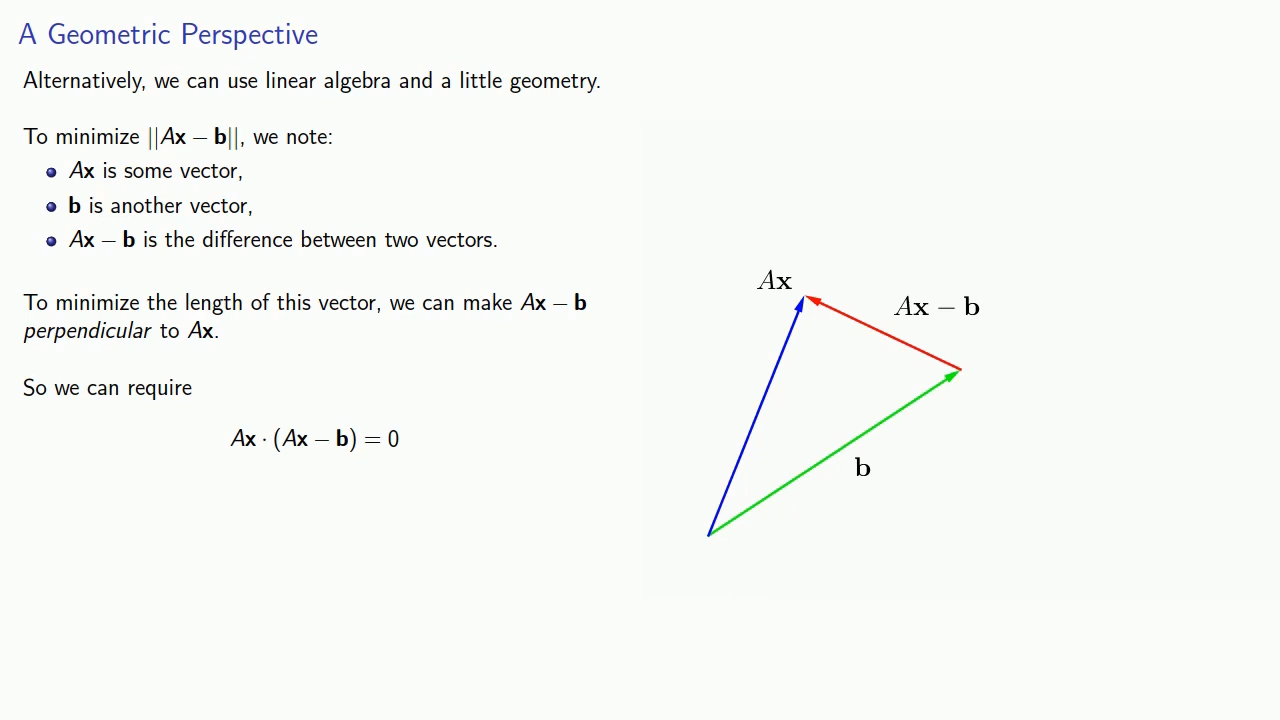 A Geometric Perspective
Alternatively, we can use linear algebra and a little geometry.
To minimize ||Ax − b||, we note:
Ax is some vector,
b is another vector,
Ax − b is the difference between two vectors.
To minimize the length of this vector, we can make Ax − b
perpendicular to Ax.
So we can require
Ax · (Ax − b) = 0
Ax
Ax − b
b